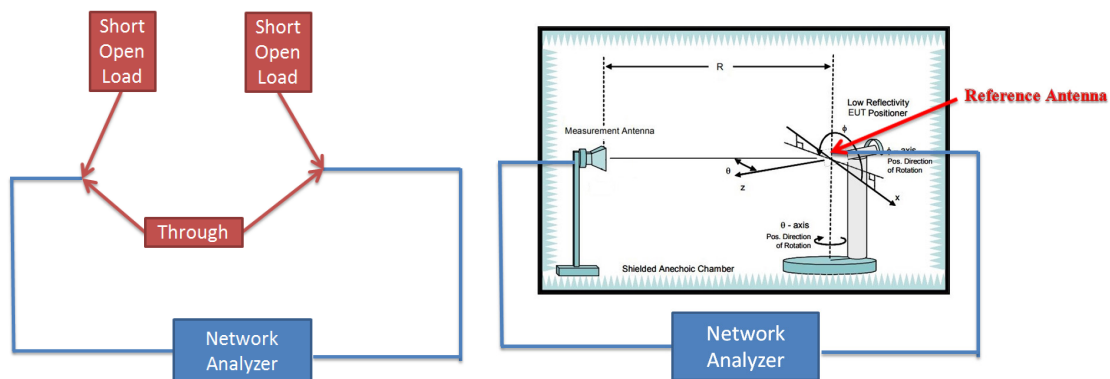 Short
Open
Load
Short
Open
Load
Through
Network
Analyzer
R
Reference Antenna
Low Reflectivity
EUT Positioner
Measurement Antenna
ϕ
- axis
Pos. Direction
of Rotation
θ
z
x
θ - axis
Pos. Direction
of Rotation
Shielded Anechoic Chamber
Network
Analyzer